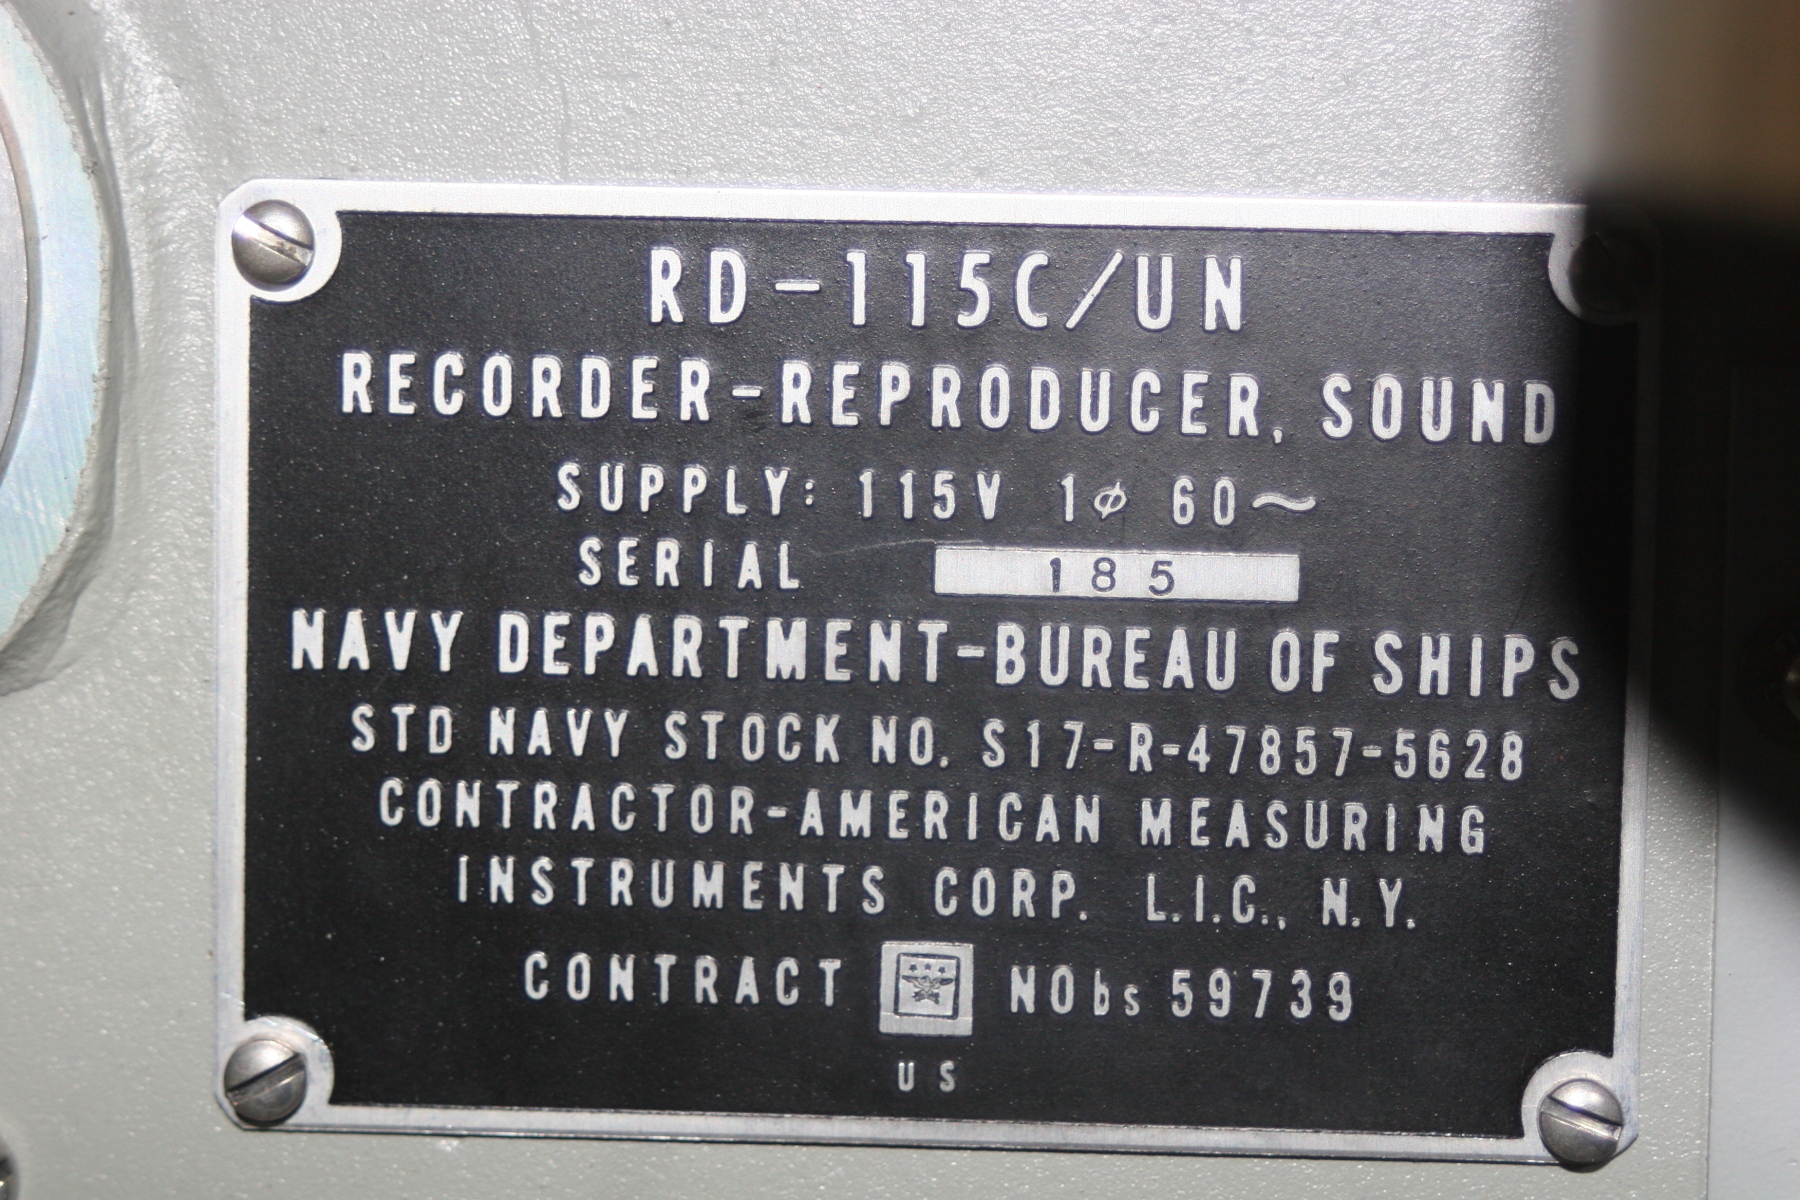 RD-115C/UN
RECORDER-REPRODUCER, SOUND
SUPPLY: 115V 1⌀ 60~
SERIAL 185
NAVY DEPARTMENT-BUREAU OF SHIPS
STD NAVY STOCK NO. S17-R-47857-5628
CONTRACTOR-AMERICAN MEASURING
INSTRUMENTS CORP. L.I.C., N.Y.
CONTRACT NObs 59739
US